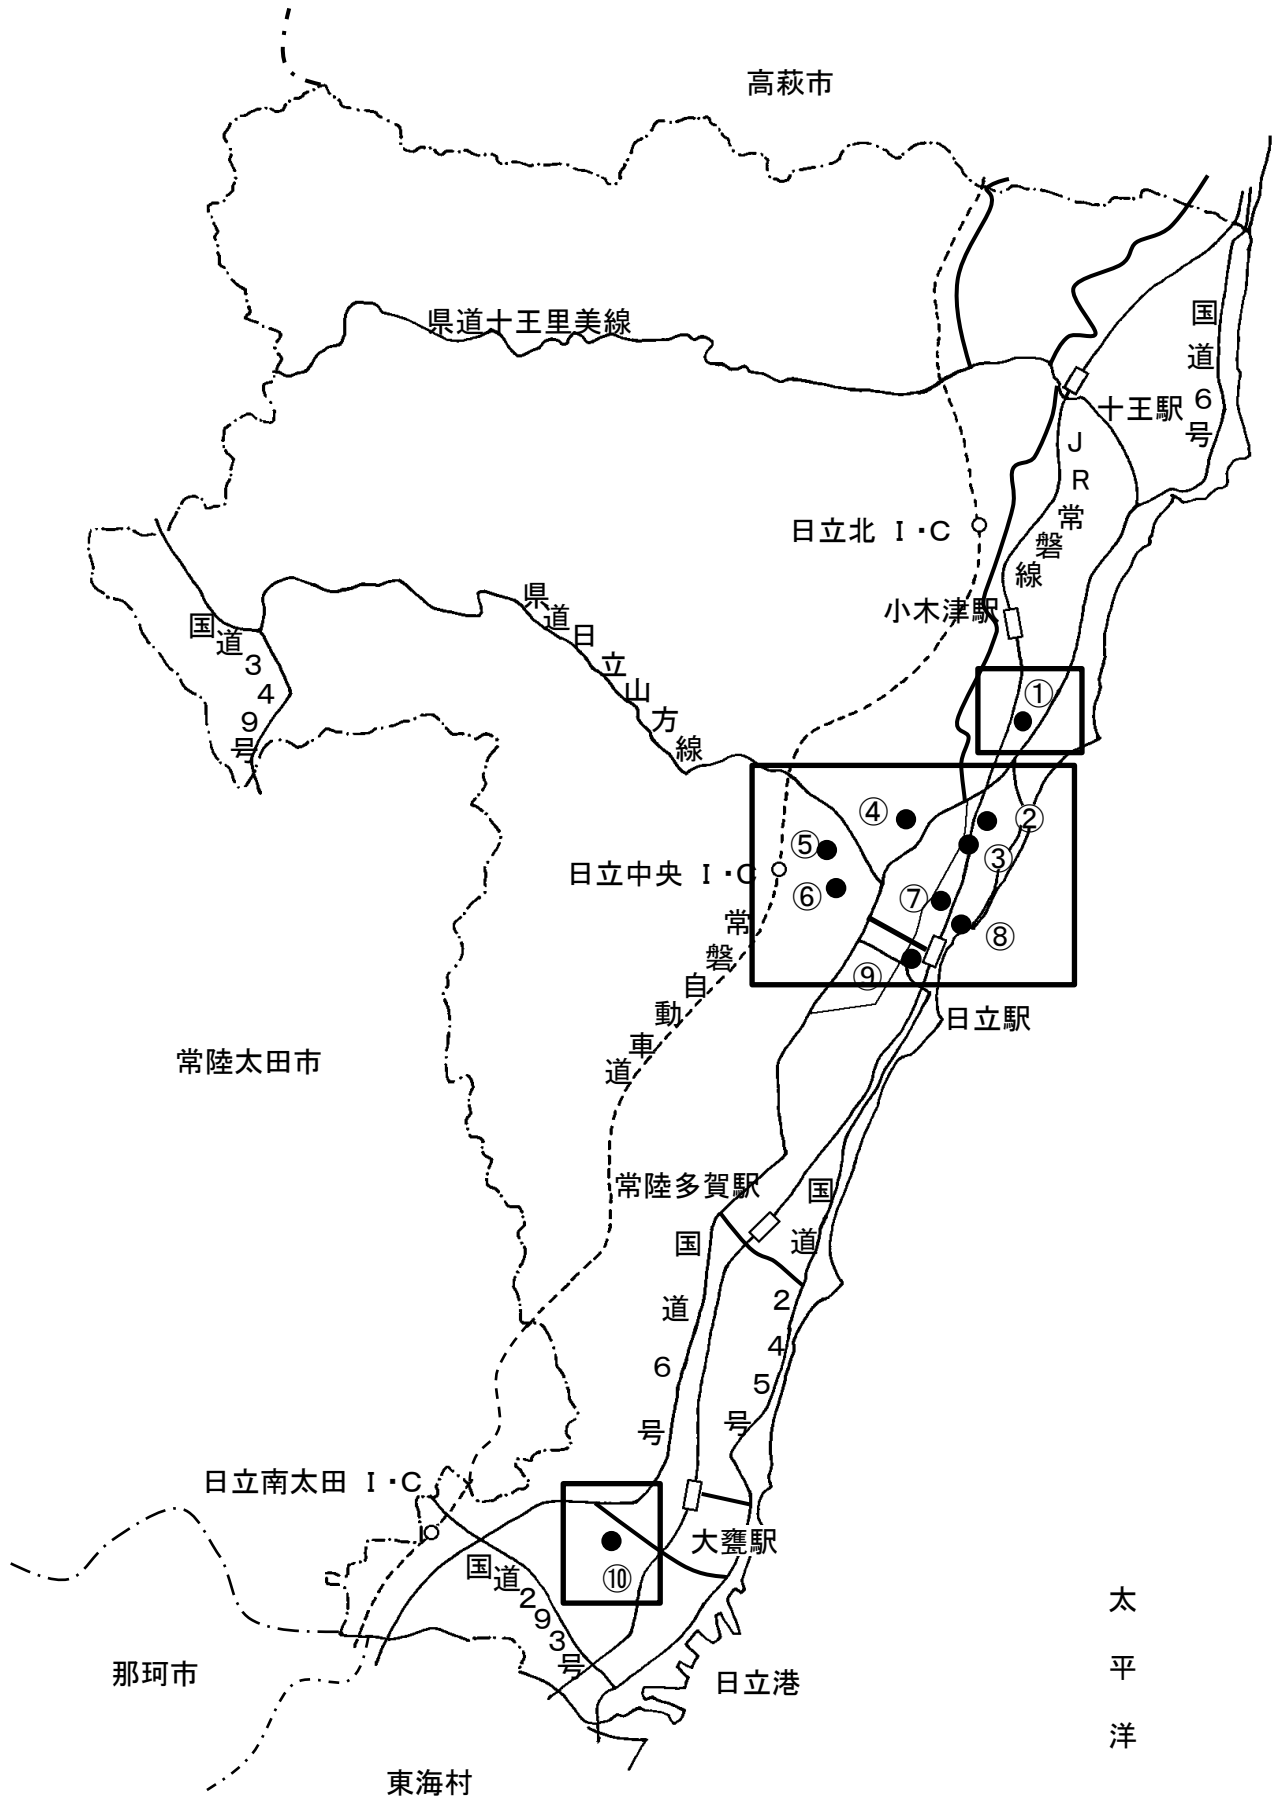 高萩市
県道十王里美線
国道６号
十王駅
ＪＲ常磐線
日立北 Ｉ・Ｃ
小木津駅
国道３４９号
県道日立山方線
①
②
③
④
⑤
⑥
⑦
⑧
⑨
日立中央 Ｉ・Ｃ
常磐自動車道
日立駅
常陸太田市
常陸多賀駅
国道６号
国道２４５号
日立南太田 Ｉ・Ｃ
大甕駅
⑩
国道２９３号
那珂市
日立港
東海村
太平洋